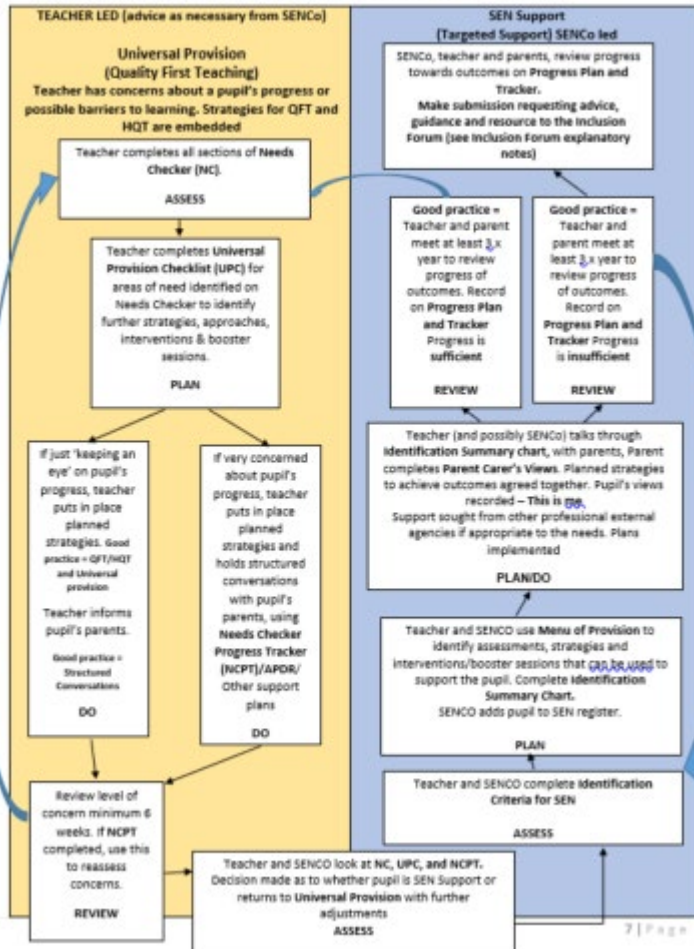 TEACHER LED (advice as necessary from SENCo)
Universal Provision
(Quality First Teaching)
Teacher has concerns about a pupil's progress or
possible barriers to learning. Strategies for QFT and
HQT are embedded
Teacher completes all sections of Needs
Checker (NC).
ASSESS
Teacher completes Universal
Provision Checklist (UPC) for
areas of need identified on
Needs Checker to identify
further strategies, approaches,
interventions & booster
sessions.
PLAN
If just 'keeping an
eye' on pupil's
progress, teacher
puts in place
planned
strategies. Good
practice = QFT/HQT
and Universal
provision
Teacher informs
pupil's parents.
Good practice =
Structured
Conversations
DO
If very concerned
about pupil's
progress, teacher
puts in place
planned
strategies and
holds structured
conversations
with pupil's
parents, using
Needs Checker
Progress Tracker
(NCPT)/APDR/
Other support
plans
DO
Review level of
concern minimum 6
weeks. If NCPT
completed, use this
to reassess
concerns.
REVIEW
Teacher and SENCO look at NC, UPC, and NCPT.
Decision made as to whether pupil is SEN Support or
returns to Universal Provision with further
adjustments
ASSESS
SEN Support
(Targeted Support) SENCo led
SENCo, teacher and parents, review progress
towards outcomes on Progress Plan and
Tracker.
Make submission requesting advice,
guidance and resource to the Inclusion
Forum (see Inclusion Forum explanatory
notes)
Good practice =
Teacher and parent
meet at least 3 x
year to review
progress of
outcomes. Record
on Progress Plan
and Tracker
Progress is
sufficient
REVIEW
Good practice =
Teacher and
parent meet at
least 3 x year to
review progress
of outcomes.
Record on
Progress Plan and
Tracker Progress
is insufficient
REVIEW
Teacher (and possibly SENCo) talks through
Identification Summary chart, with parents, Parent
completes Parent Carer's Views. Planned strategies
to achieve outcomes agreed together. Pupil's views
recorded – This is me
Support sought from other professional external
agencies if appropriate to the needs. Plans
implemented
PLAN/DO
Teacher and SENCO use Menu of Provision to
identify assessments, strategies and
interventions/booster sessions that can be used to
support the pupil. Complete Identification
Summary Chart.
SENCO adds pupil to SEN register.
PLAN
Teacher and SENCO complete Identification
Criteria for SEN
ASSESS
7 | Page